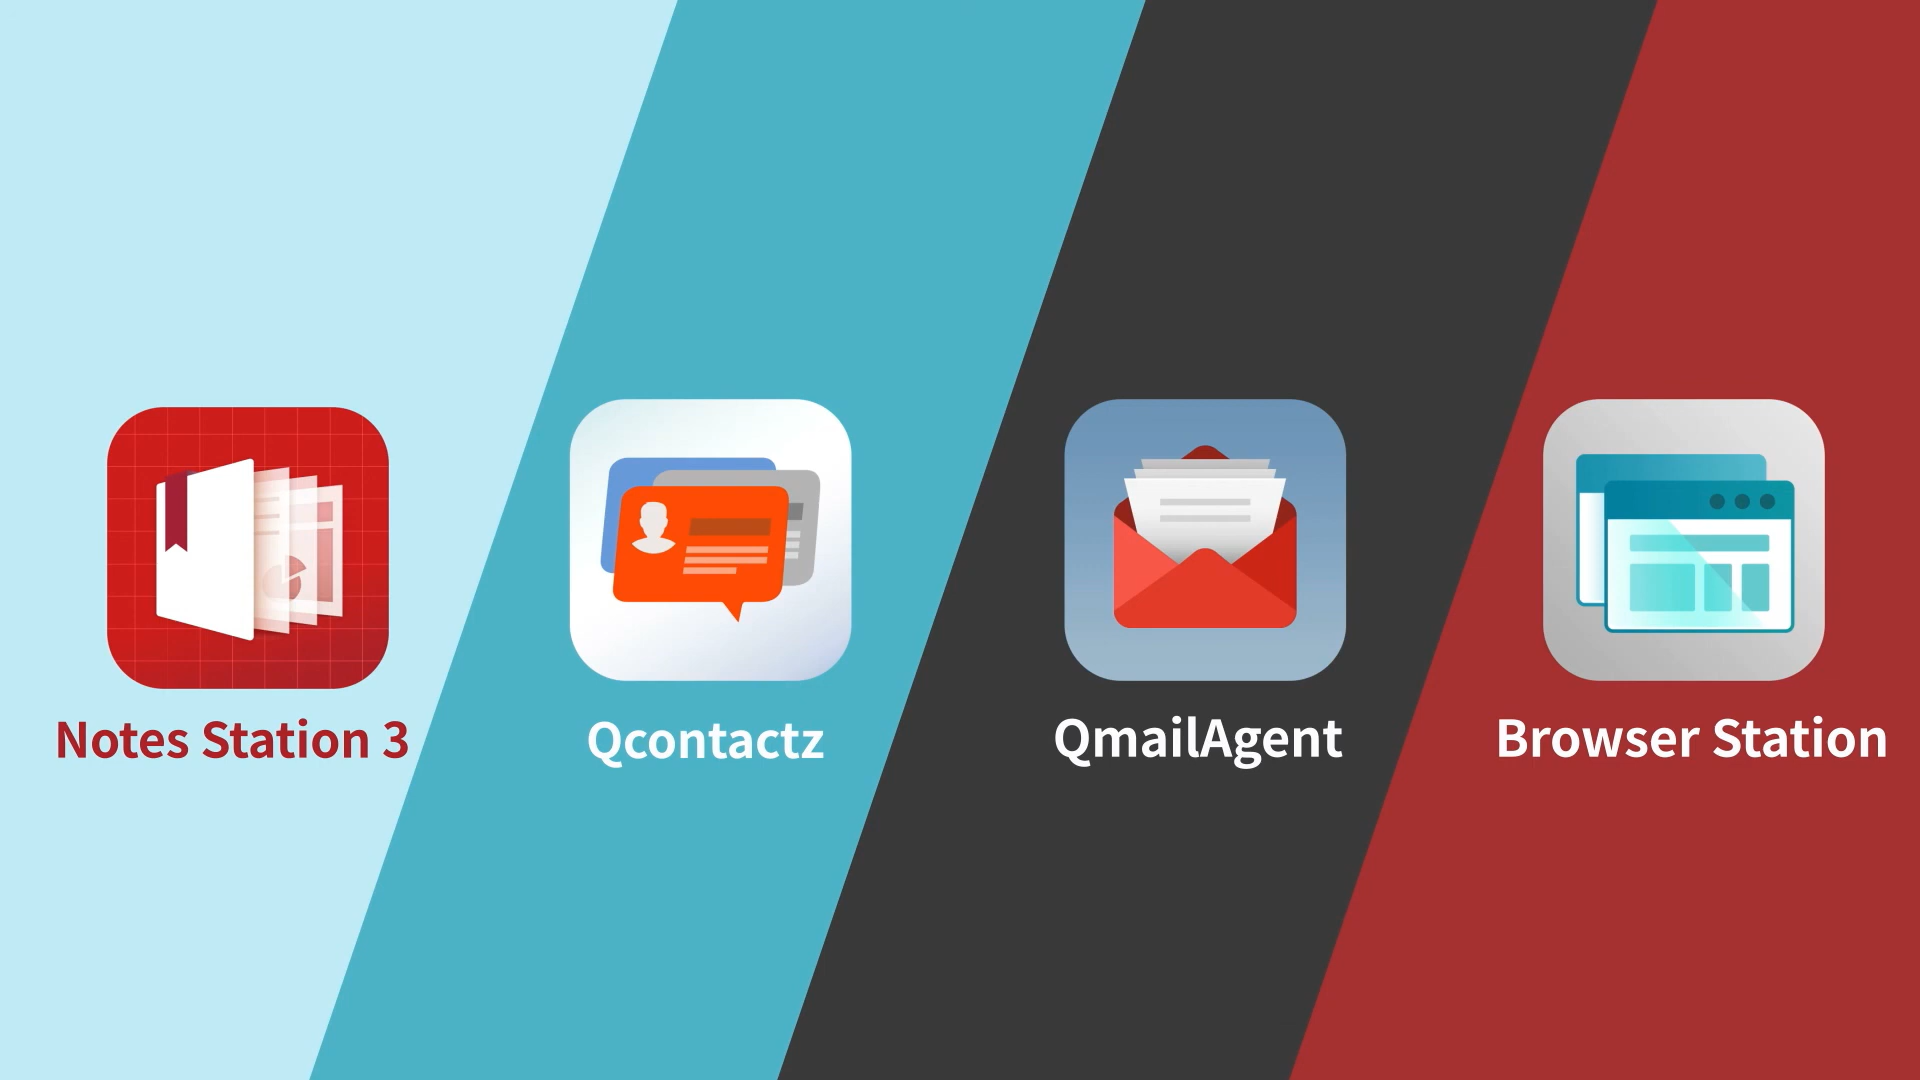 Notes Station 3
Qcontactz
QmailAgent
Browser Station